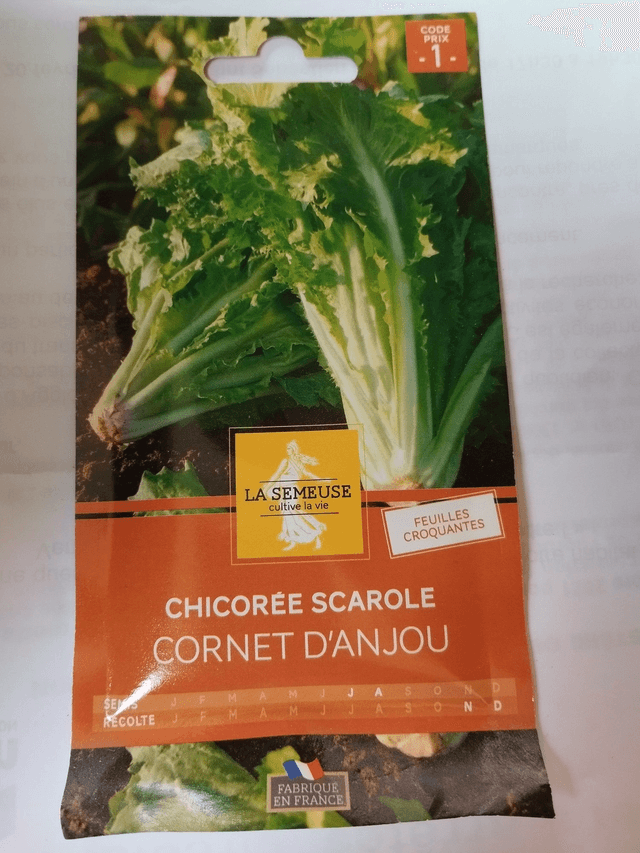 CODE
PRIX
- 1 -
LA SEMEUSE
cultive la vie
FEUILLES
CROQUANTES
CHICORÉE SCAROLE
CORNET D'ANJOU
SEMIS J F M A M J J A S O N D
RÉCOLTE J F M A M J J A S O N D
FABRIQUÉ
EN FRANCE